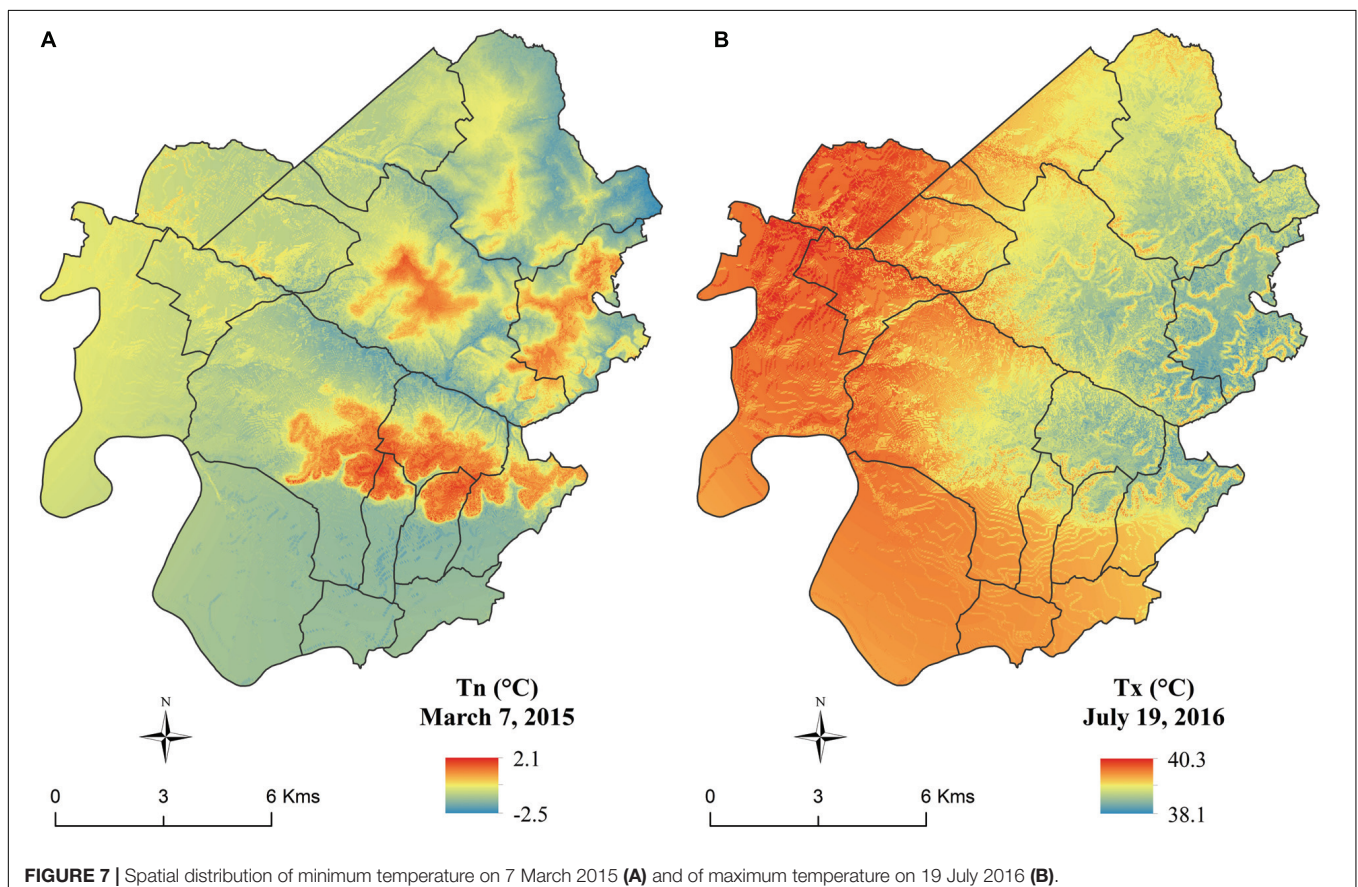 A
B
Tn (°C)
March 7, 2015
N
2.1
-2.5
0 3 6 Kms
Tx (°C)
July 19, 2016
N
40.3
38.1
0 3 6 Kms
FIGURE 7 | Spatial distribution of minimum temperature on 7 March 2015 (A) and of maximum temperature on 19 July 2016 (B).